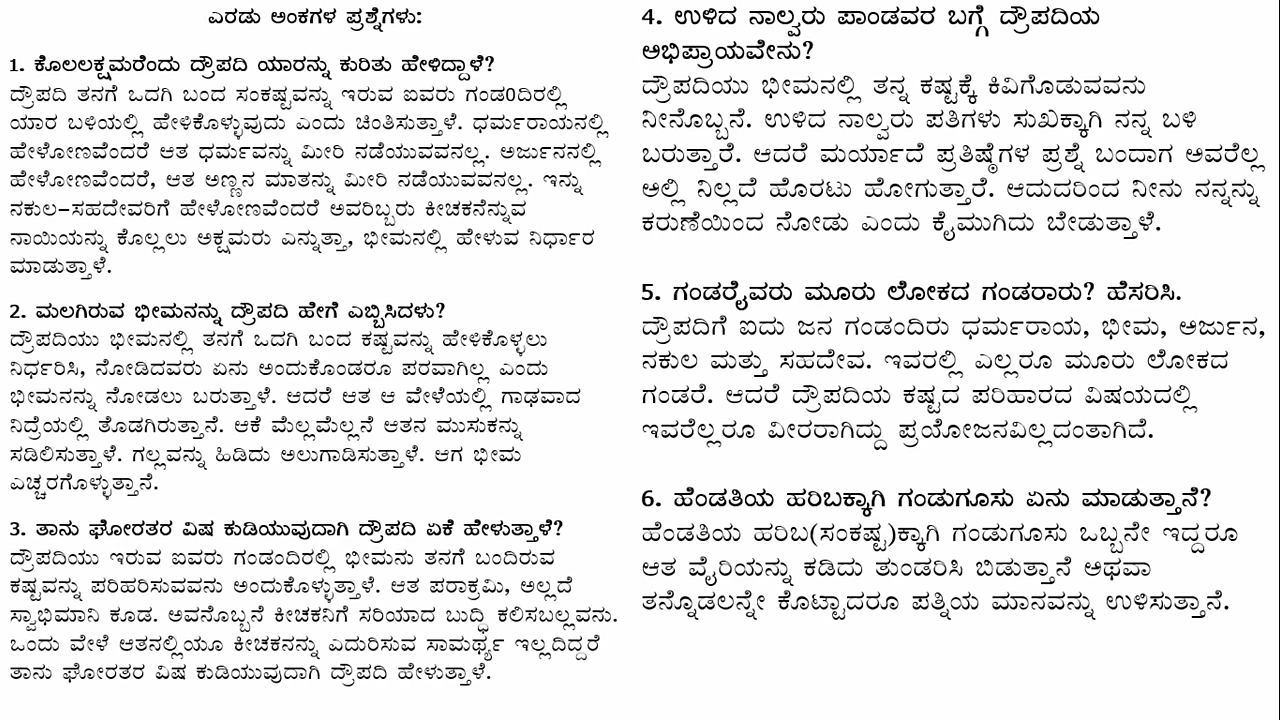 ಎರಡು ಅಂಕಗಳ ಪ್ರಶ್ನೆಗಳು:
1. ಕೊಲಲಕ್ಷಮರೆಂದು ದ್ರೌಪದಿ ಯಾರನ್ನು ಕುರಿತು ಹೇಳಿದ್ದಾಳೆ?
ದ್ರೌಪದಿ ತನಗೆ ಒದಗಿ ಬಂದ ಸಂಕಷ್ಟವನ್ನು ಇರುವ ಐವರು ಗಂಡ0ದಿರಲ್ಲಿ
ಯಾರ ಬಳಿಯಲ್ಲಿ ಹೇಳಿಕೊಳ್ಳುವುದು ಎಂದು ಚಿಂತಿಸುತ್ತಾಳೆ. ಧರ್ಮರಾಯನಲ್ಲಿ
ಹೇಳೋಣವೆಂದರೆ ಆತ ಧರ್ಮವನ್ನು ಮೀರಿ ನಡೆಯುವವನಲ್ಲ. ಅರ್ಜುನನಲ್ಲಿ
ಹೇಳೋಣವೆಂದರೆ, ಆತ ಅಣ್ಣನ ಮಾತನ್ನು ಮೀರಿ ನಡೆಯುವವನಲ್ಲ. ಇನ್ನು
ನಕುಲ–ಸಹದೇವರಿಗೆ ಹೇಳೋಣವೆಂದರೆ ಅವರಿಬ್ಬರು ಕೀಚಕನೆನ್ನುವ
ನಾಯಿಯನ್ನು ಕೊಲ್ಲಲು ಅಕ್ಷಮರು ಎನ್ನುತ್ತಾ, ಭೀಮನಲ್ಲಿ ಹೇಳುವ ನಿರ್ಧಾರ
ಮಾಡುತ್ತಾಳೆ.
2. ಮಲಗಿರುವ ಭೀಮನನ್ನು ದ್ರೌಪದಿ ಹೇಗೆ ಎಬ್ಬಿಸಿದಳು?
ದ್ರೌಪದಿಯು ಭೀಮನಲ್ಲಿ ತನಗೆ ಒದಗಿ ಬಂದ ಕಷ್ಟವನ್ನು ಹೇಳಿಕೊಳ್ಳಲು
ನಿರ್ಧರಿಸಿ, ನೋಡಿದವರು ಏನು ಅಂದುಕೊಂಡರೂ ಪರವಾಗಿಲ್ಲ ಎಂದು
ಭೀಮನನ್ನು ನೋಡಲು ಬರುತ್ತಾಳೆ. ಆದರೆ ಆತ ಆ ವೇಳೆಯಲ್ಲಿ ಗಾಢವಾದ
ನಿದ್ರೆಯಲ್ಲಿ ತೊಡಗಿರುತ್ತಾನೆ. ಆಕೆ ಮೆಲ್ಲಮೆಲ್ಲನೆ ಆತನ ಮುಸುಕನ್ನು
ಸಡಿಲಿಸುತ್ತಾಳೆ. ಗಲ್ಲವನ್ನು ಹಿಡಿದು ಅಲುಗಾಡಿಸುತ್ತಾಳೆ. ಆಗ ಭೀಮ
ಎಚ್ಚರಗೊಳ್ಳುತ್ತಾನೆ.
3. ತಾನು ಘೋರತರ ವಿಷ ಕುಡಿಯುವುದಾಗಿ ದ್ರೌಪದಿ ಏಕೆ ಹೇಳುತ್ತಾಳೆ?
ದ್ರೌಪದಿಯು ಇರುವ ಐವರು ಗಂಡಂದಿರಲ್ಲಿ ಭೀಮನು ತನಗೆ ಬಂದಿರುವ
ಕಷ್ಟವನ್ನು ಪರಿಹರಿಸುವವನು ಅಂದುಕೊಳ್ಳುತ್ತಾಳೆ. ಆತ ಪರಾಕ್ರಮಿ, ಅಲ್ಲದೆ
ಸ್ವಾಭಿಮಾನಿ ಕೂಡ. ಅವನೊಬ್ಬನೆ ಕೀಚಕನಿಗೆ ಸರಿಯಾದ ಬುದ್ಧಿ ಕಲಿಸಬಲ್ಲವನು.
ಒಂದು ವೇಳೆ ಆತನಲ್ಲಿಯೂ ಕೀಚಕನನ್ನು ಎದುರಿಸುವ ಸಾಮರ್ಥ್ಯ ಇಲ್ಲದಿದ್ದರೆ
ತಾನು ಘೋರತರ ವಿಷ ಕುಡಿಯುವುದಾಗಿ ದ್ರೌಪದಿ ಹೇಳುತ್ತಾಳೆ.
4. ಉಳಿದ ನಾಲ್ವರು ಪಾಂಡವರ ಬಗ್ಗೆ ದ್ರೌಪದಿಯ
ಅಭಿಪ್ರಾಯವೇನು?
ದ್ರೌಪದಿಯು ಭೀಮನಲ್ಲಿ ತನ್ನ ಕಷ್ಟಕ್ಕೆ ಕಿವಿಗೊಡುವವನು
ನೀನೊಬ್ಬನೆ. ಉಳಿದ ನಾಲ್ವರು ಪತಿಗಳು ಸುಖಕ್ಕಾಗಿ ನನ್ನ ಬಳಿ
ಬರುತ್ತಾರೆ. ಆದರೆ ಮರ್ಯಾದೆ ಪ್ರತಿಷ್ಠೆಗಳ ಪ್ರಶ್ನೆ ಬಂದಾಗ ಅವರೆಲ್ಲ
ಅಲ್ಲಿ ನಿಲ್ಲದೆ ಹೊರಟು ಹೋಗುತ್ತಾರೆ. ಆದುದರಿಂದ ನೀನು ನನ್ನನ್ನು
ಕರುಣೆಯಿಂದ ನೋಡು ಎಂದು ಕೈಮುಗಿದು ಬೇಡುತ್ತಾಳೆ.
5. ಗಂಡರೈವರು ಮೂರು ಲೋಕದ ಗಂಡರಾರು? ಹೆಸರಿಸಿ.
ದ್ರೌಪದಿಗೆ ಐದು ಜನ ಗಂಡಂದಿರು ಧರ್ಮರಾಯ, ಭೀಮ, ಅರ್ಜುನ,
ನಕುಲ ಮತ್ತು ಸಹದೇವ. ಇವರಲ್ಲಿ ಎಲ್ಲರೂ ಮೂರು ಲೋಕದ
ಗಂಡರೆ. ಆದರೆ ದ್ರೌಪದಿಯ ಕಷ್ಟದ ಪರಿಹಾರದ ವಿಷಯದಲ್ಲಿ
ಇವರೆಲ್ಲರೂ ವೀರರಾಗಿದ್ದು ಪ್ರಯೋಜನವಿಲ್ಲದಂತಾಗಿದೆ.
6. ಹೆಂಡತಿಯ ಹರಿಬಕ್ಕಾಗಿ ಗಂಡುಗೂಸು ಏನು ಮಾಡುತ್ತಾನೆ?
ಹೆಂಡತಿಯ ಹರಿಬ(ಸಂಕಷ್ಟ)ಕ್ಕಾಗಿ ಗಂಡುಗೂಸು ಒಬ್ಬನೇ ಇದ್ದರೂ
ಆತ ವೈರಿಯನ್ನು ಕಡಿದು ತುಂಡರಿಸಿ ಬಿಡುತ್ತಾನೆ ಅಥವಾ
ತನ್ನೊಡಲನ್ನೇ ಕೊಟ್ಟಾದರೂ ಪತ್ನಿಯ ಮಾನವನ್ನು ಉಳಿಸುತ್ತಾನೆ.